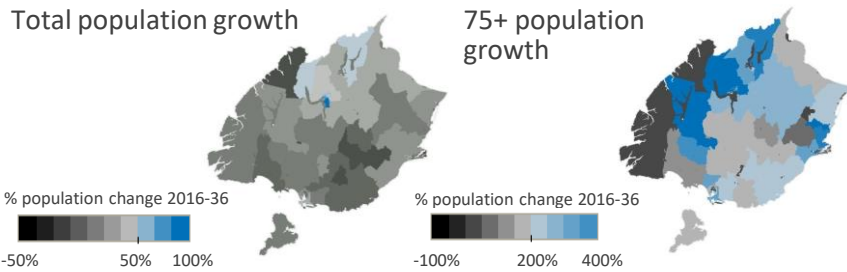 Total population growth
75+ population
growth
% population change 2016-36
-50% 50% 100%
% population change 2016-36
-100% 200% 400%